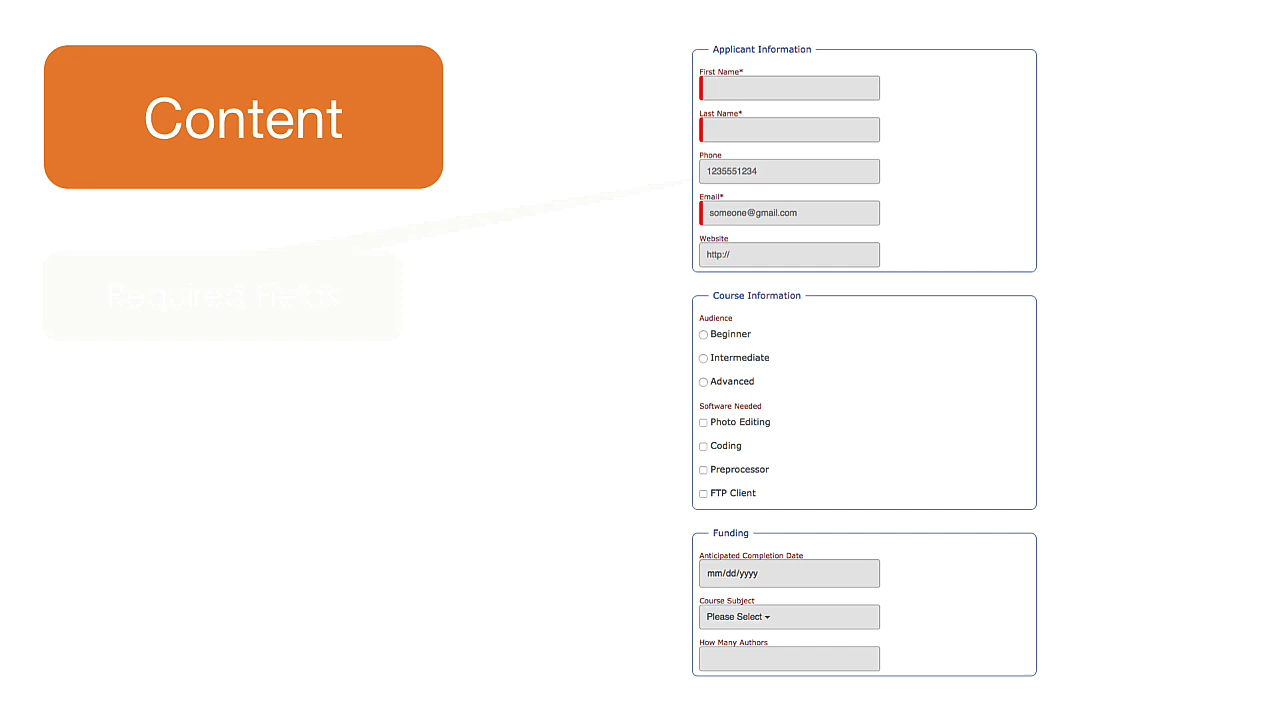 Content
Required Fields
Applicant Information
First Name*
Last Name*
Phone
1235551234
Email*
someone@gmail.com
Website
http://
Course Information
Audience
Beginner
Intermediate
Advanced
Software Needed
Photo Editing
Coding
Preprocessor
FTP Client
Funding
Anticipated Completion Date
mm/dd/yyyy
Course Subject
Please Select
How Many Authors